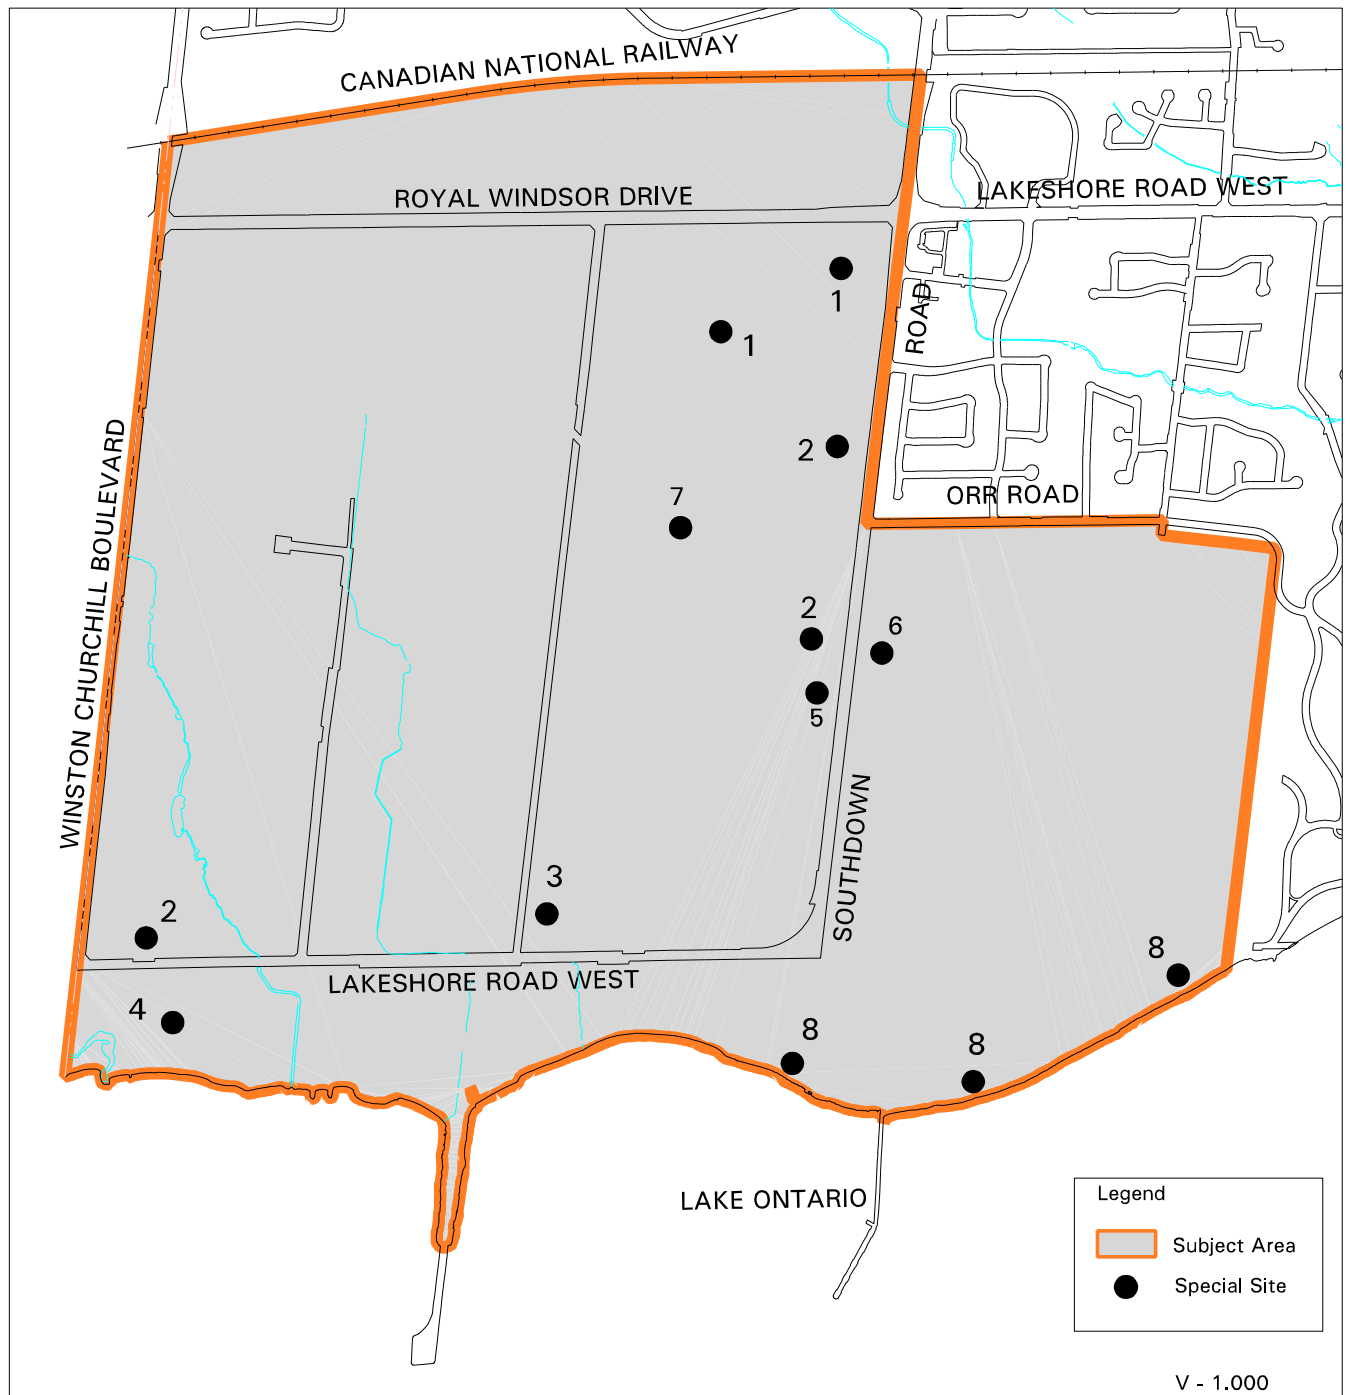 CANADIAN NATIONAL RAILWAY
ROYAL WINDSOR DRIVE
LAKESHORE ROAD WEST
1
ROAD
1
2
7
ORR ROAD
WINSTON CHURCHILL BOULEVARD
2
6
5
SOUTHDOWN
3
2
8
LAKESHORE ROAD WEST
4
8
8
LAKE ONTARIO
Legend
Subject Area
Special Site
V - 1.000